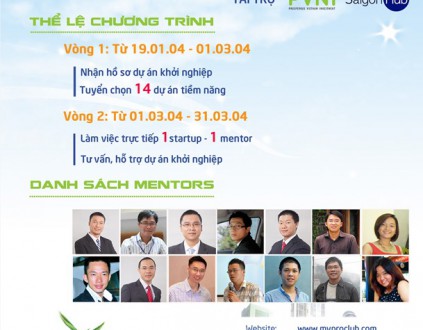 TÀI TRỢ
PVNI
Saigon Hub
THỂ LỆ CHƯƠNG TRÌNH
Vòng 1: Từ 19.01.04 - 01.03.04
Nhận hồ sơ dự án khởi nghiệp
Tuyển chọn 14 dự án tiềm năng
Vòng 2: Từ 01.03.04 - 31.03.04
Làm việc trực tiếp 1 startup - 1 mentor
Tư vấn, hỗ trợ dự án khởi nghiệp
DANH SÁCH MENTORS
Website: www.mvproclub.com